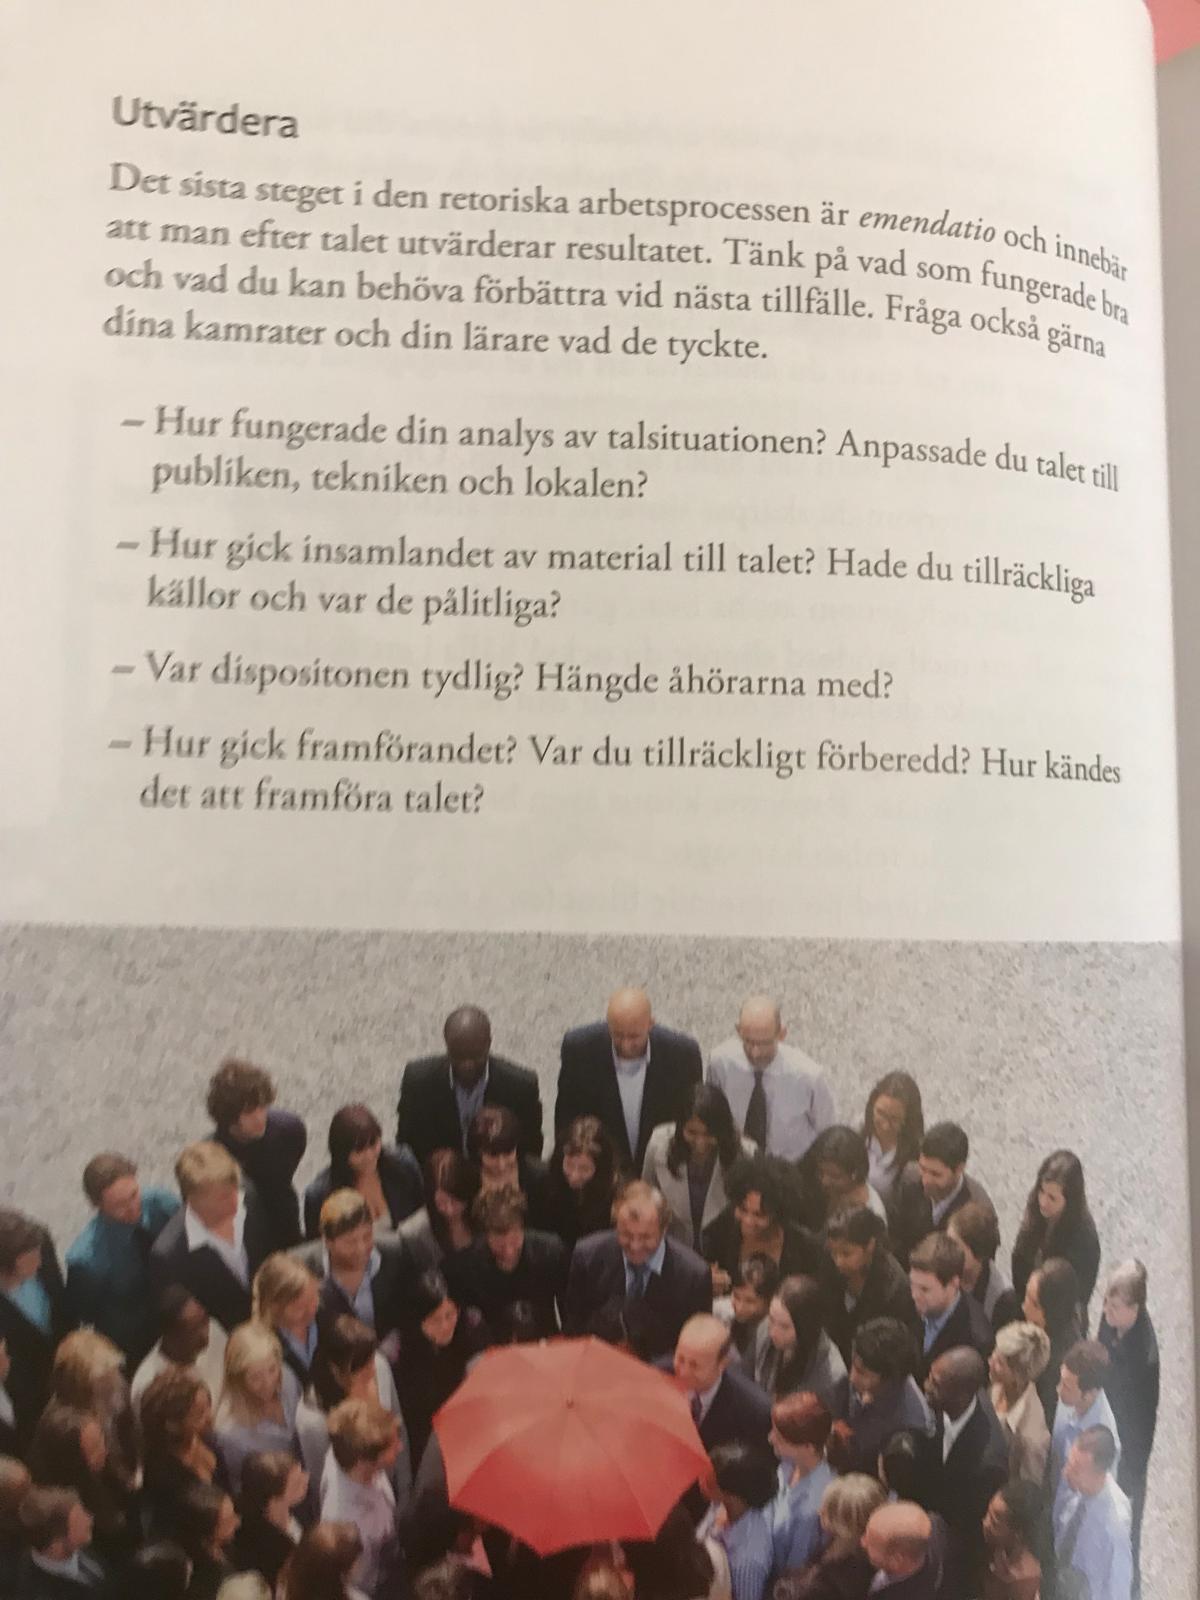 Utvärdera
Det sista steget i den retoriska arbetsprocessen är emendatio och innebär
att man efter talet utvärderar resultatet. Tänk på vad som fungerade bra
och vad du kan behöva förbättra vid nästa tillfälle. Fråga också gärna
dina kamrater och din lärare vad de tyckte.
– Hur fungerade din analys av talsituationen? Anpassade du talet till
publiken, tekniken och lokalen?
– Hur gick insamlandet av material till talet? Hade du tillräckliga
källor och var de pålitliga?
– Var dispositonen tydlig? Hängde åhörarna med?
– Hur gick framförandet? Var du tillräckligt förberedd? Hur kändes
det att framföra talet?